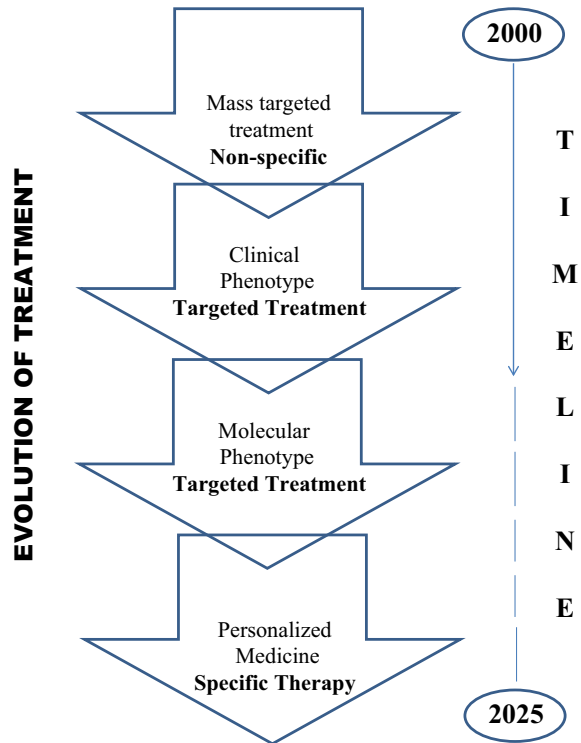 EVOLUTION OF TREATMENT
Mass targeted
treatment
Non-specific
Clinical
Phenotype
Targeted Treatment
Molecular
Phenotype
Targeted Treatment
Personalized
Medicine
Specific Therapy
2000
T
I
M
E
L
I
N
E
2025